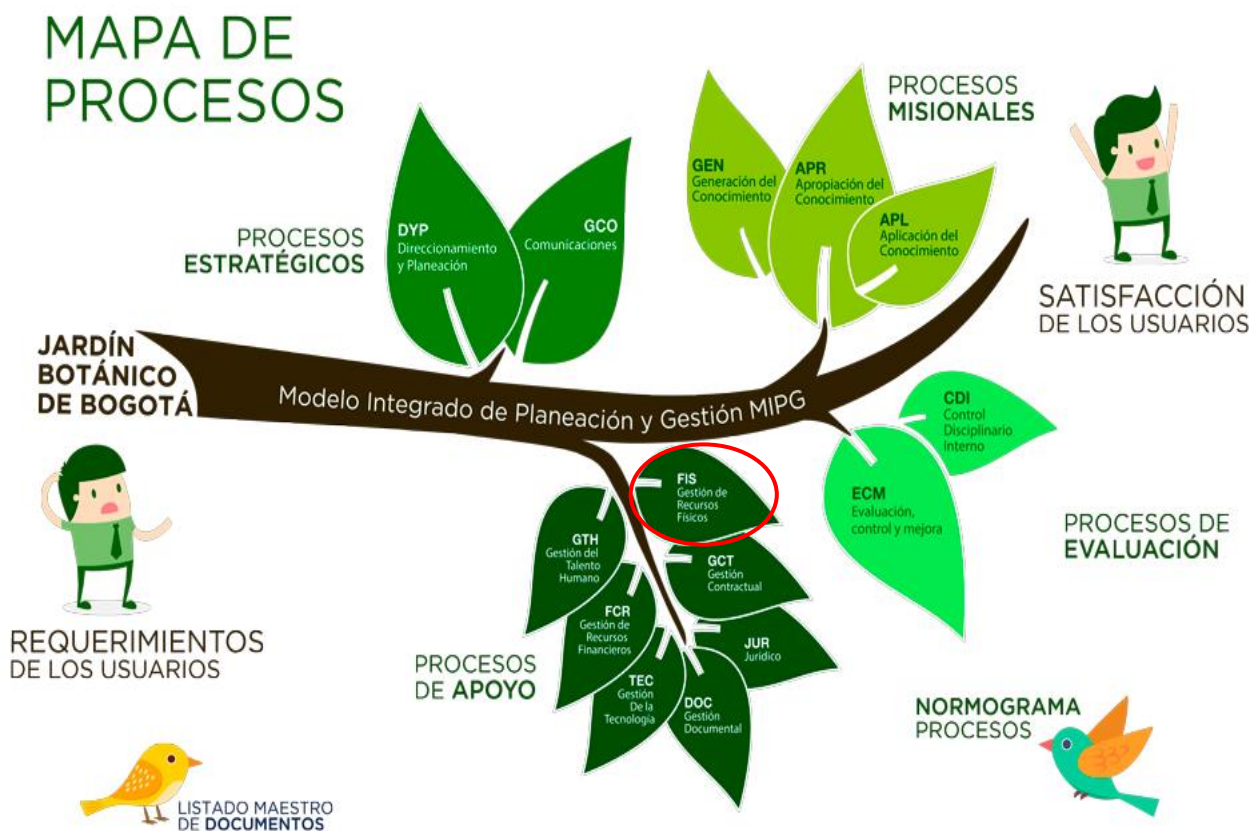 MAPA DE
PROCESOS
PROCESOS
ESTRATÉGICOS
DYP
Direccionamiento
y Planeación
GCO
Comunicaciones
PROCESOS
MISIONALES
GEN
Generación del
Conocimiento
APR
Apropiación del
Conocimiento
APL
Aplicación del
Conocimiento
SATISFACCIÓN
DE LOS USUARIOS
JARDÍN
BOTÁNICO
DE BOGOTÁ
Modelo Integrado de Planeación y Gestión MIPG
CDI
Control
Disciplinario
Interno
ECM
Evaluación,
control y mejora
PROCESOS DE
EVALUACIÓN
FIS
Gestión de
Recursos
Físicos
GTH
Gestión del
Talento
Humano
GCT
Gestión
Contractual
FCR
Gestión de
Recursos
Financieros
JUR
Jurídico
TEC
Gestión
De la
Tecnología
DOC
Gestión
Documental
PROCESOS
DE APOYO
REQUERIMIENTOS
DE LOS USUARIOS
NORMOGRAMA
PROCESOS
LISTADO MAESTRO
DE DOCUMENTOS